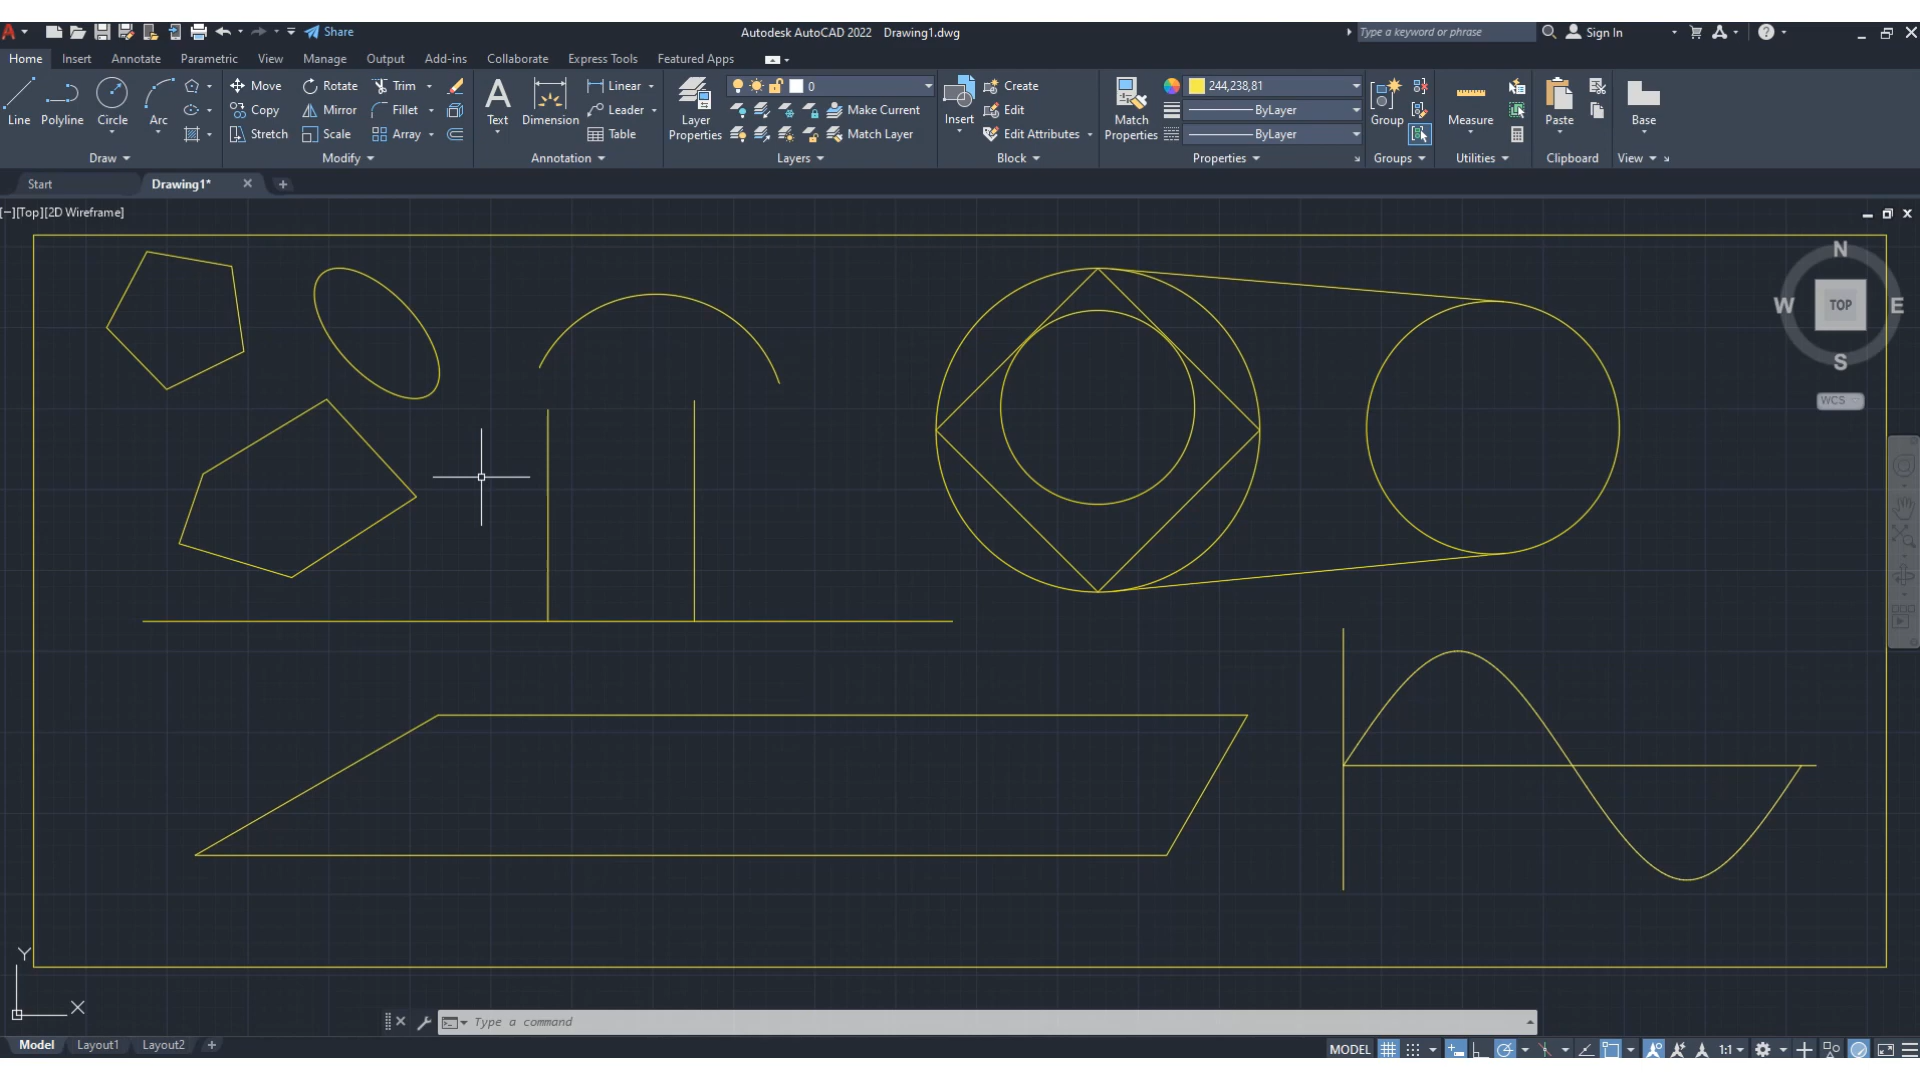 Share
Autodesk AutoCAD 2022 Drawing1.dwg
Type a keyword or phrase
Sign In
Home Insert Annotate Parametric View Manage Output Add-ins Collaborate Express Tools Featured Apps
Line Polyline Circle Arc
Draw
Move Rotate Trim
Copy Mirror Fillet
Stretch Scale Array
Modify
Text Dimension
Linear
Leader
Table
Annotation
Layer Properties
0
Make Current
Match Layer
Layers
Insert
Create
Edit
Edit Attributes
Block
Match Properties
244,238,81
ByLayer
ByLayer
Properties
Group
Groups
Measure
Utilities
Paste
Clipboard
Base
View
Start Drawing1*
[−][Top][2D Wireframe]
N
W TOP E
S
WCS
Y
X
Type a command
Model Layout1 Layout2
MODEL 1:1